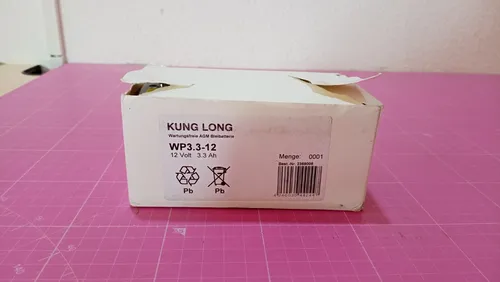 KUNG LONG
Wartungsfreie AGM Bleibatterie
WP3.3-12
12 Volt 3.3 Ah
Menge: 0001
Pb Pb